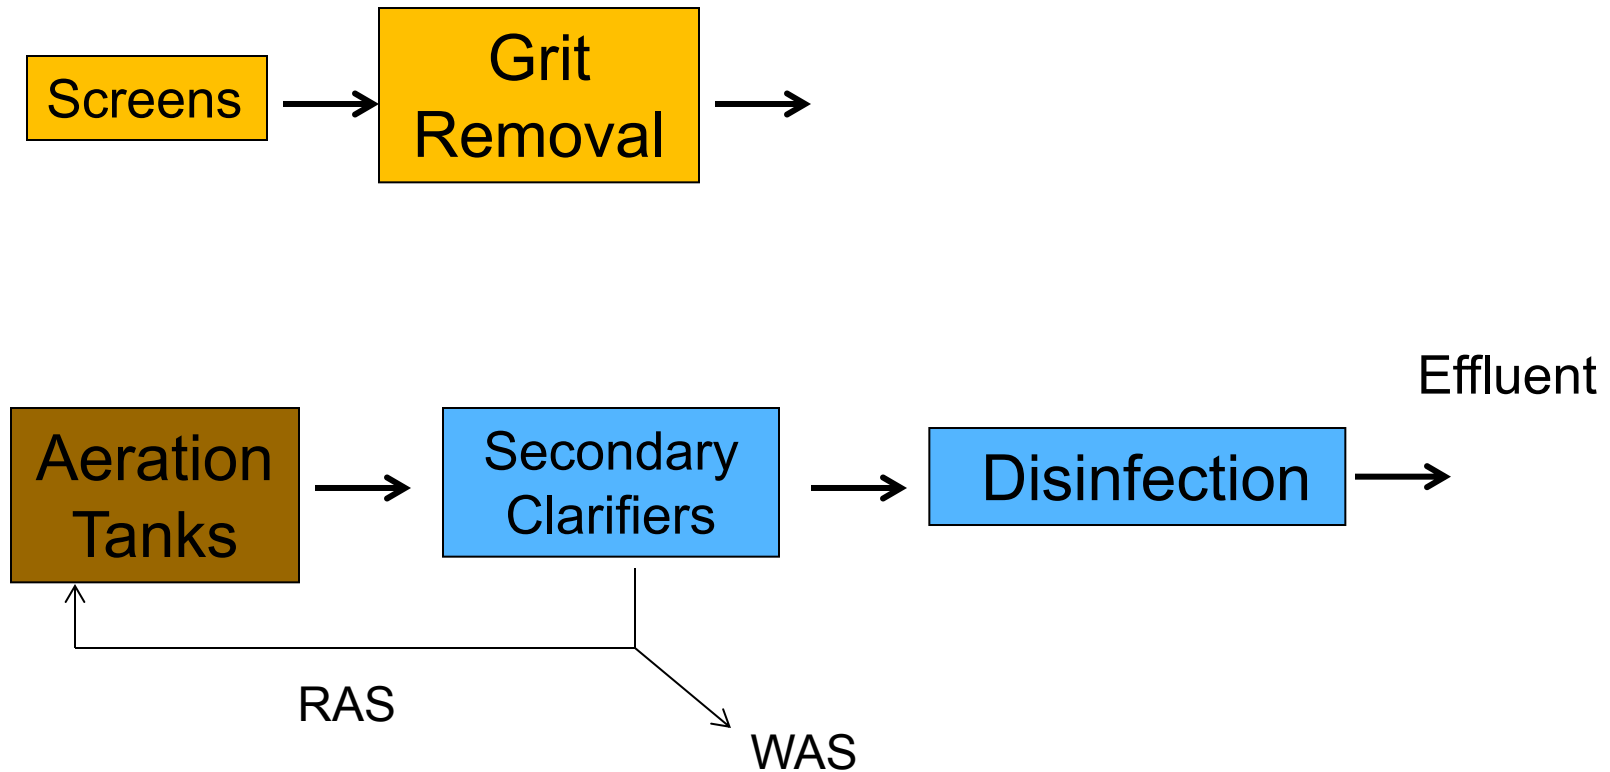 Screens
Grit
Removal
Effluent
Aeration
Tanks
Secondary
Clarifiers
Disinfection
RAS
WAS